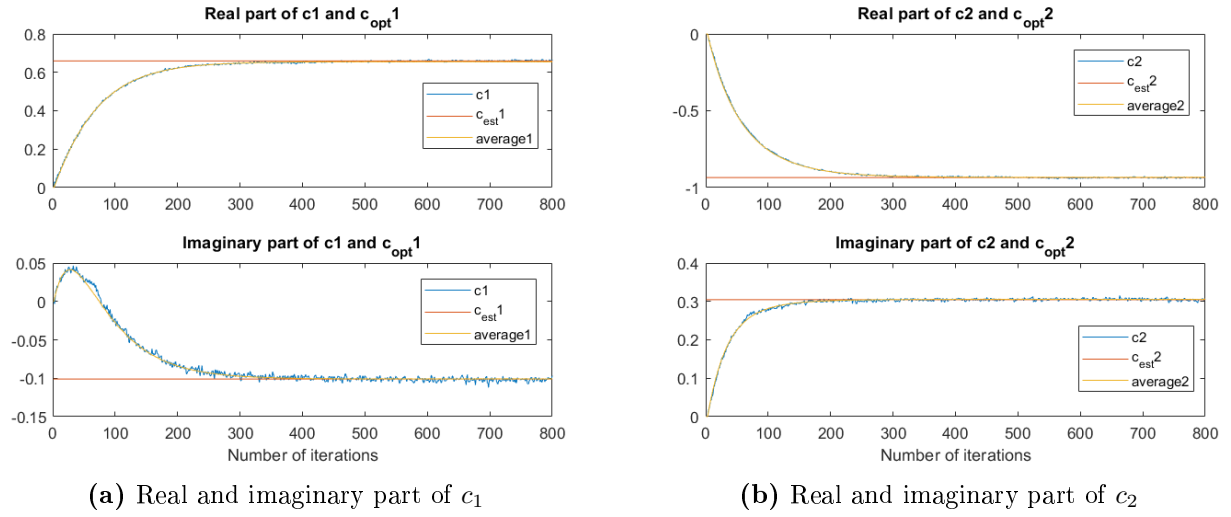 Real part of c1 and c_opt1
0.8
0.6
0.4
0.2
0
0 100 200 300 400 500 600 700 800
c1
c_est1
average1
Imaginary part of c1 and c_opt1
0.05
0
-0.05
-0.1
-0.15
0 100 200 300 400 500 600 700 800
c1
c_est1
average1
Number of iterations
(a) Real and imaginary part of c_1
Real part of c2 and c_opt2
0
-0.5
-1
0 100 200 300 400 500 600 700 800
c2
c_est2
average2
Imaginary part of c2 and c_opt2
0.4
0.3
0.2
0.1
0
0 100 200 300 400 500 600 700 800
c2
c_est2
average2
Number of iterations
(b) Real and imaginary part of c_2